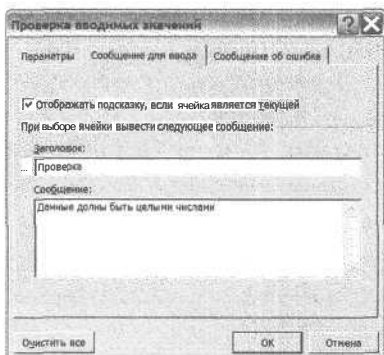 Проверка вводимых значений
Параметры Сообщение для ввода Сообщение об ошибке
Отображать подсказку, если ячейка является текущей
При выборе ячейки вывести следующее сообщение:
Заголовок:
Проверка
Сообщение:
Данные долны быть целыми числами
Очистить все ОК Отмена